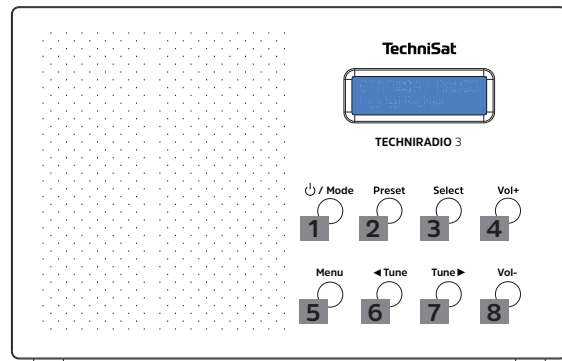 TechniSat
TECHNIRADIO 3
⏻ / Mode Preset Select Vol+
1 2 3 4
Menu ◄Tune Tune► Vol-
5 6 7 8